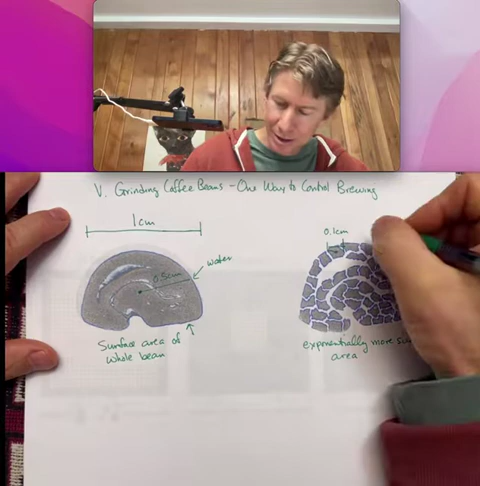 V. Grinding Coffee Beans - One Way to Control Brewing
1cm
0.1cm
0.5cm
water
Surface area of
whole bean
exponentially more
area